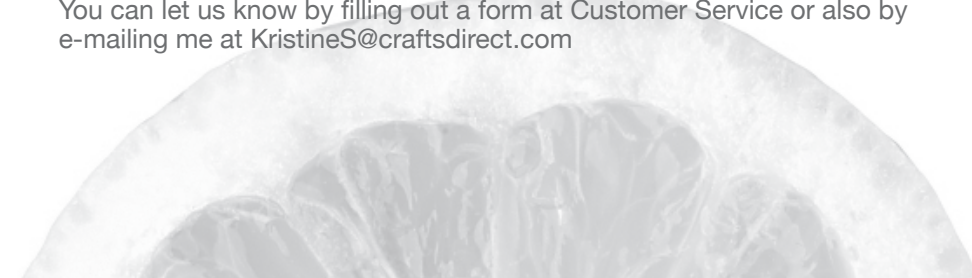 You can let us know by filling out a form at Customer Service or also by
e-mailing me at KristineS@craftsdirect.com